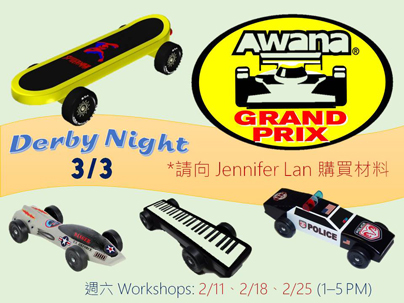 AWANA®
GRAND
PRIX
Derby Night
3/3
*請向 Jennifer Lan 購買材料
POLICE
週六 Workshops: 2/11、2/18、2/25 (1–5 PM)